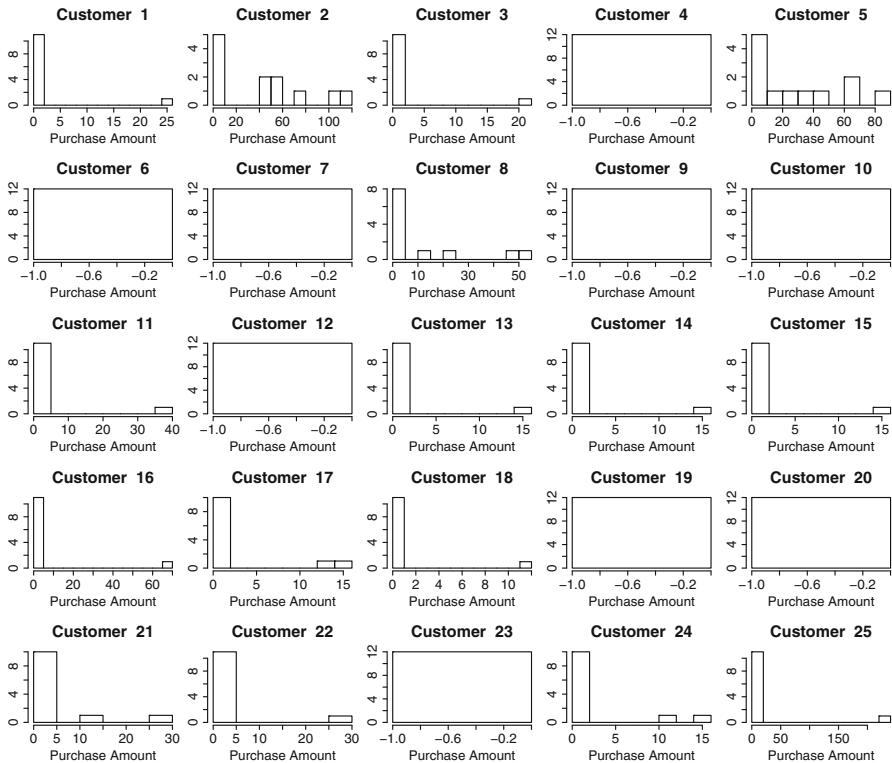 Customer 1
0 4 8
0 5 10 15 20 25
Purchase Amount
Customer 2
0 2 4
0 20 60 100
Purchase Amount
Customer 3
0 4 8
0 5 10 15 20
Purchase Amount
Customer 4
0 4 8 12
−1.0 −0.6 −0.2
Purchase Amount
Customer 5
0 2 4
0 20 40 60 80
Purchase Amount
Customer 6
0 4 8 12
−1.0 −0.6 −0.2
Purchase Amount
Customer 7
0 4 8 12
−1.0 −0.6 −0.2
Purchase Amount
Customer 8
0 4 8
0 10 30 50
Purchase Amount
Customer 9
0 4 8 12
−1.0 −0.6 −0.2
Purchase Amount
Customer 10
0 4 8 12
−1.0 −0.6 −0.2
Purchase Amount
Customer 11
0 4 8
0 10 20 30 40
Purchase Amount
Customer 12
0 4 8 12
−1.0 −0.6 −0.2
Purchase Amount
Customer 13
0 4 8
0 5 10 15
Purchase Amount
Customer 14
0 4 8
0 5 10 15
Purchase Amount
Customer 15
0 4 8
0 5 10 15
Purchase Amount
Customer 16
0 4 8
0 20 40 60
Purchase Amount
Customer 17
0 4 8
0 5 10 15
Purchase Amount
Customer 18
0 4 8
0 2 4 6 8 10
Purchase Amount
Customer 19
0 4 8 12
−1.0 −0.6 −0.2
Purchase Amount
Customer 20
0 4 8 12
−1.0 −0.6 −0.2
Purchase Amount
Customer 21
0 4 8
0 5 10 20 30
Purchase Amount
Customer 22
0 4 8
0 5 10 20 30
Purchase Amount
Customer 23
0 4 8 12
−1.0 −0.6 −0.2
Purchase Amount
Customer 24
0 4 8
0 5 10 15
Purchase Amount
Customer 25
0 4 8
0 50 150
Purchase Amount